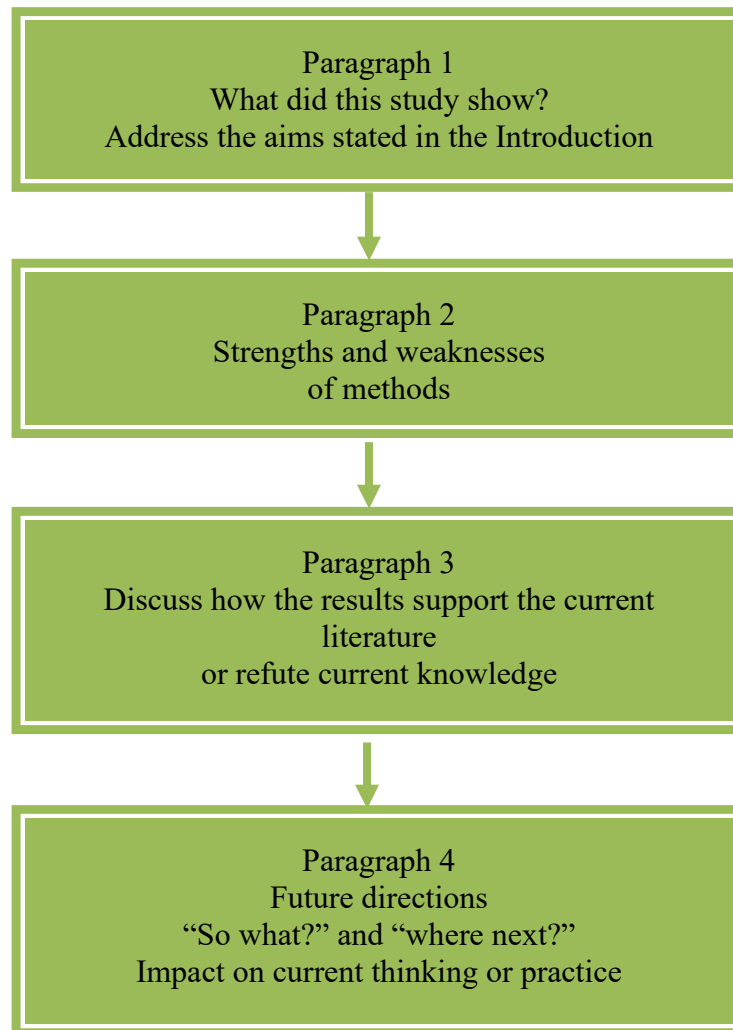 Paragraph 1
What did this study show?
Address the aims stated in the Introduction
Paragraph 2
Strengths and weaknesses
of methods
Paragraph 3
Discuss how the results support the current
literature
or refute current knowledge
Paragraph 4
Future directions
“So what?” and “where next?”
Impact on current thinking or practice